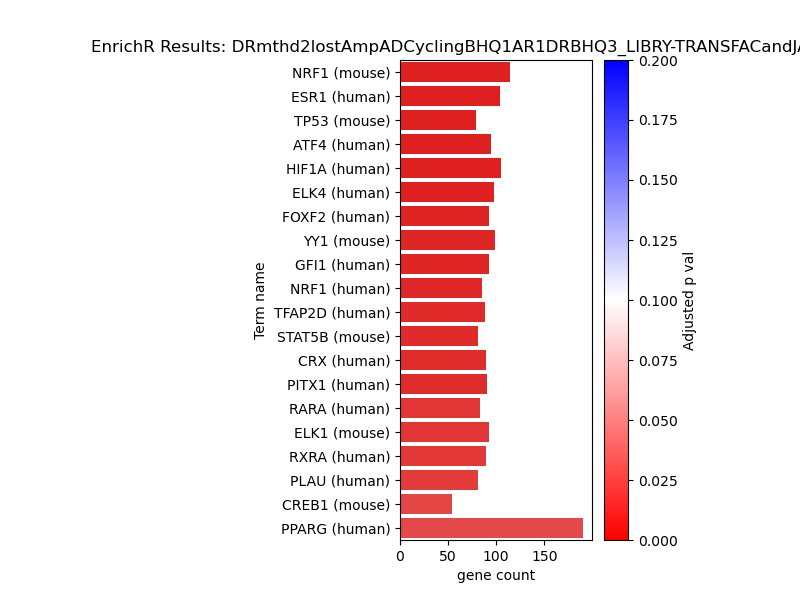 EnrichR Results: DRmthd2lostAmpADCyclingBHQ1AR1DRBHQ3_LIBRY-TRANSFACandJA
Term name
NRF1 (mouse)
ESR1 (human)
TP53 (mouse)
ATF4 (human)
HIF1A (human)
ELK4 (human)
FOXF2 (human)
YY1 (mouse)
GFI1 (human)
NRF1 (human)
TFAP2D (human)
STAT5B (mouse)
CRX (human)
PITX1 (human)
RARA (human)
ELK1 (mouse)
RXRA (human)
PLAU (human)
CREB1 (mouse)
PPARG (human)
0 50 100 150
gene count
0.200
0.175
0.150
0.125
0.100
0.075
0.050
0.025
0.000
Adjusted p val